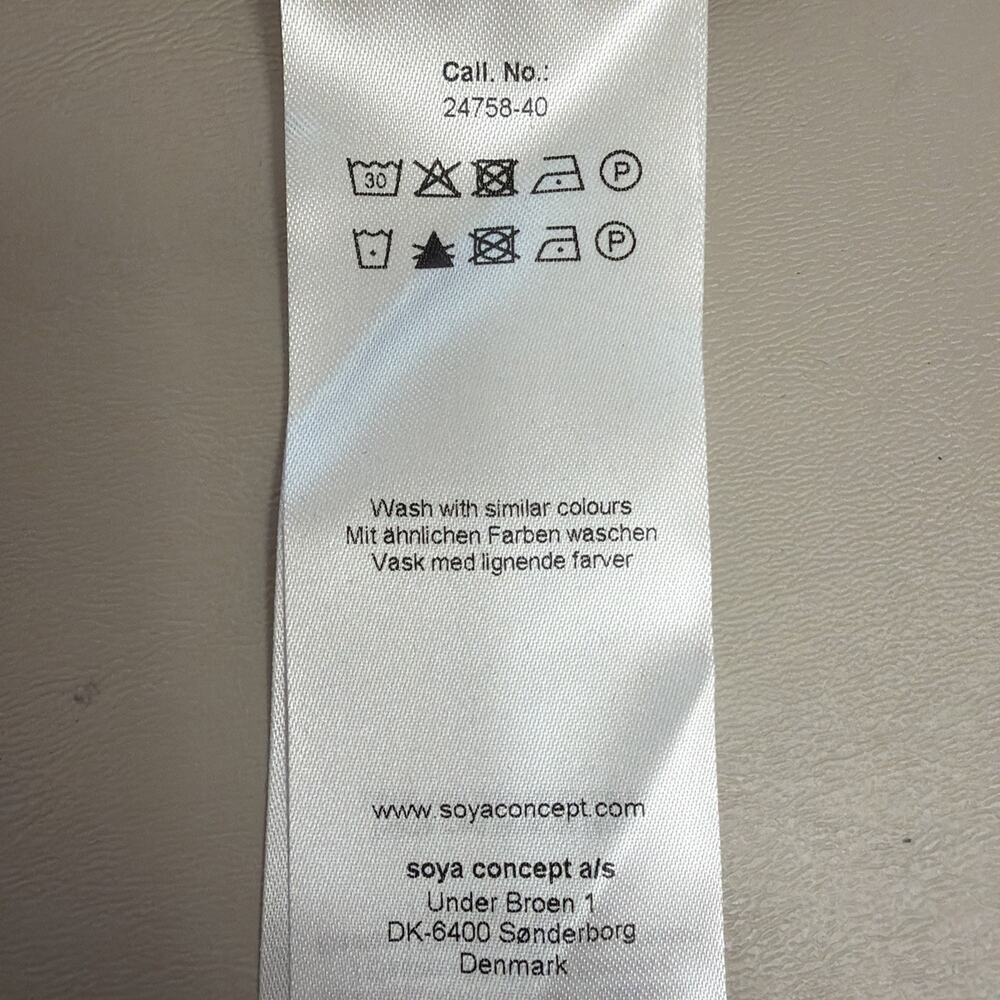 Call. No.:
24758-40
30 P
P
Wash with similar colours
Mit ähnlichen Farben waschen
Vask med lignende farver
www.soyaconcept.com
soya concept a/s
Under Broen 1
DK-6400 Sønderborg
Denmark